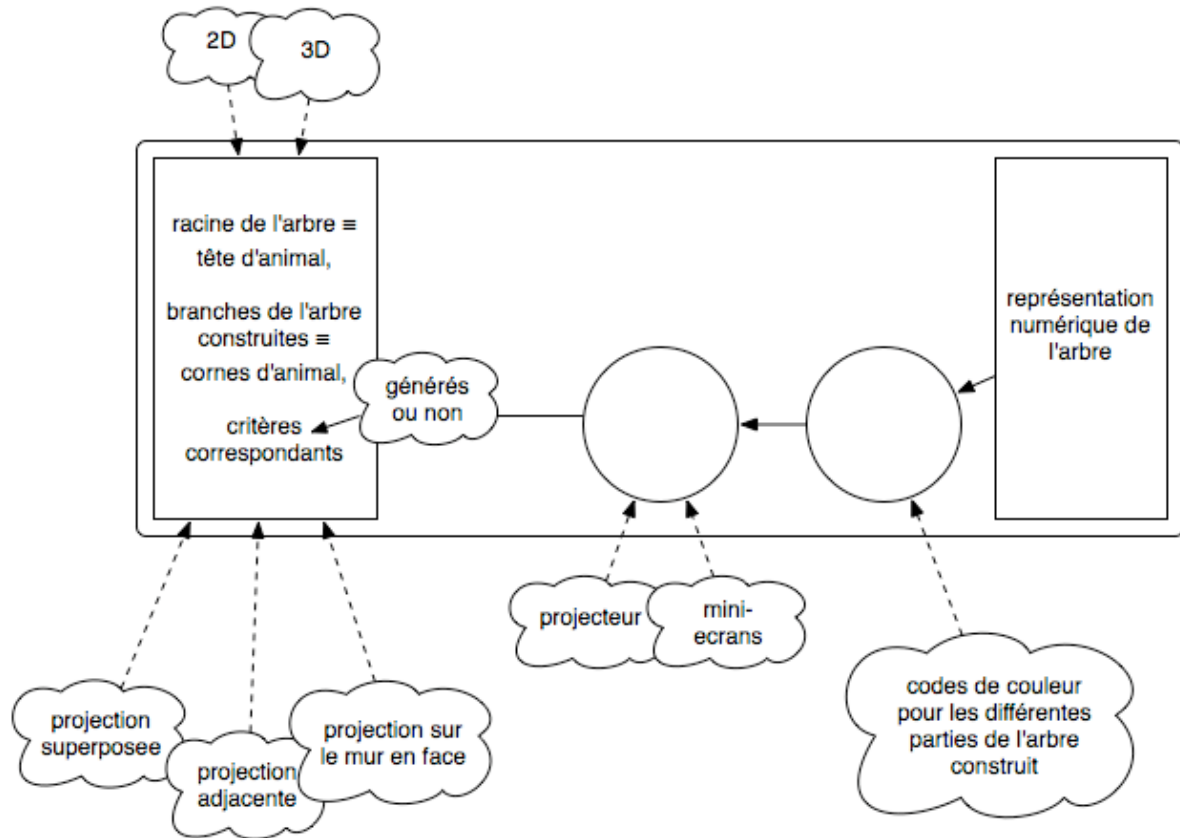 2D
3D
racine de l'arbre ≡
tête d'animal,
branches de l'arbre
construites ≡
cornes d'animal,
critères
correspondants
générés
ou non
représentation
numérique de
l'arbre
projection
superposee
projection
adjacente
projection sur
le mur en face
projecteur
mini-
ecrans
codes de couleur
pour les différentes
parties de l'arbre
construit